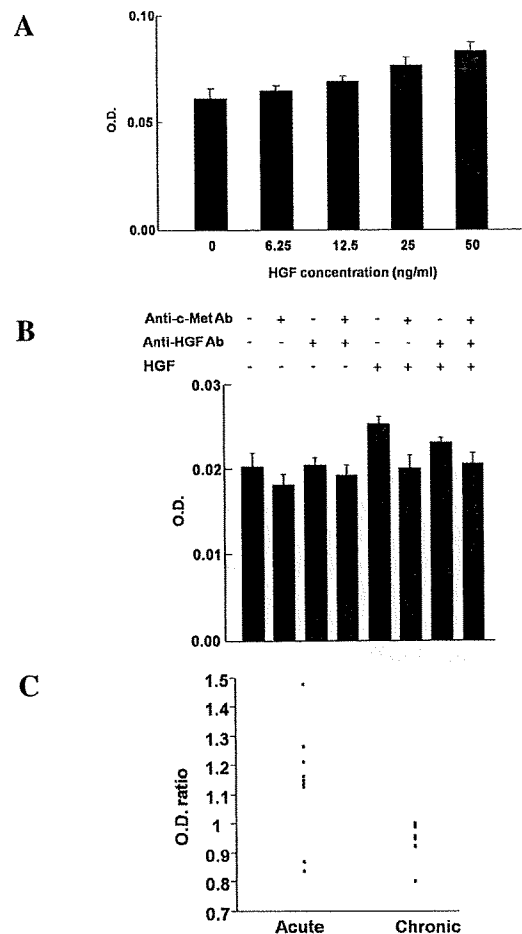 A
0.10
0.05
0.00
O.D.
0 6.25 12.5 25 50
HGF concentration (ng/ml)
B
Anti-c-Met Ab - + - + - + - +
Anti-HGF Ab - - + + - - + +
HGF - - - - + + + +
0.03
0.02
0.01
0.00
O.D.
C
1.5
1.4
1.3
1.2
1.1
1
0.9
0.8
0.7
O.D. ratio
Acute Chronic